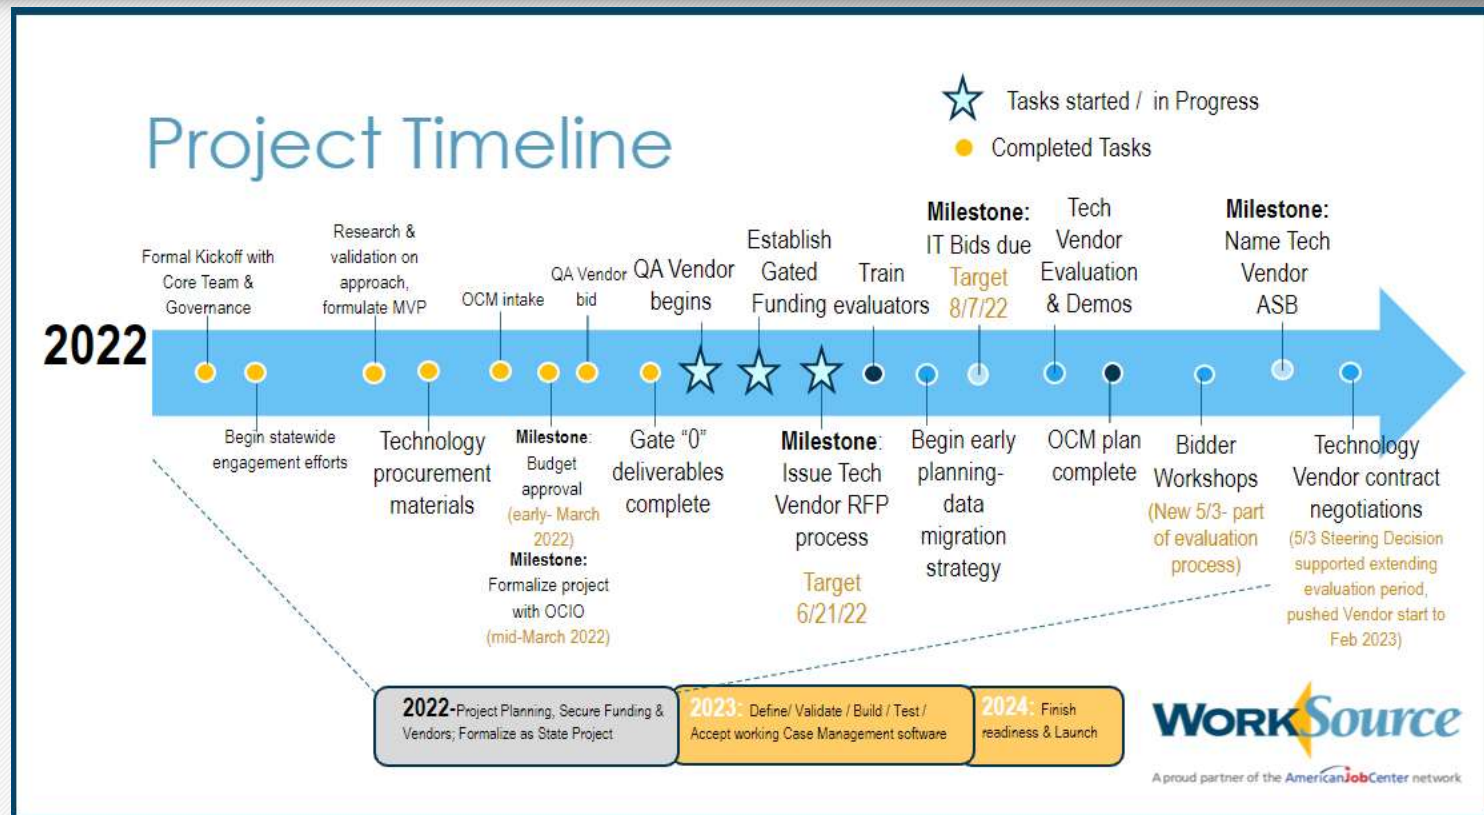 Project Timeline
Tasks started / in Progress
Completed Tasks
2022
Formal Kickoff with
Core Team &
Governance
Begin statewide
engagement efforts
Research &
validation on
approach,
formulate MVP
Technology
procurement
materials
OCM intake
Milestone:
Budget
approval
(early- March
2022)
Milestone:
Formalize project
with OCIO
(mid-March 2022)
QA Vendor
bid
Gate “0”
deliverables
complete
QA Vendor
begins
Establish
Gated
Funding
Milestone:
Issue Tech
Vendor RFP
process
Target
6/21/22
Train
evaluators
Begin early
planning-
data
migration
strategy
Milestone:
IT Bids due
Target
8/7/22
Tech
Vendor
Evaluation
& Demos
OCM plan
complete
Bidder
Workshops
(New 5/3- part
of evaluation
process)
Milestone:
Name Tech
Vendor
ASB
Technology
Vendor contract
negotiations
(5/3 Steering Decision
supported extending
evaluation period,
pushed Vendor start to
Feb 2023)
2022-Project Planning, Secure Funding &
Vendors; Formalize as State Project
2023: Define/ Validate / Build / Test /
Accept working Case Management software
2024: Finish
readiness & Launch
WORKSource
A proud partner of the AmericanJobCenter network